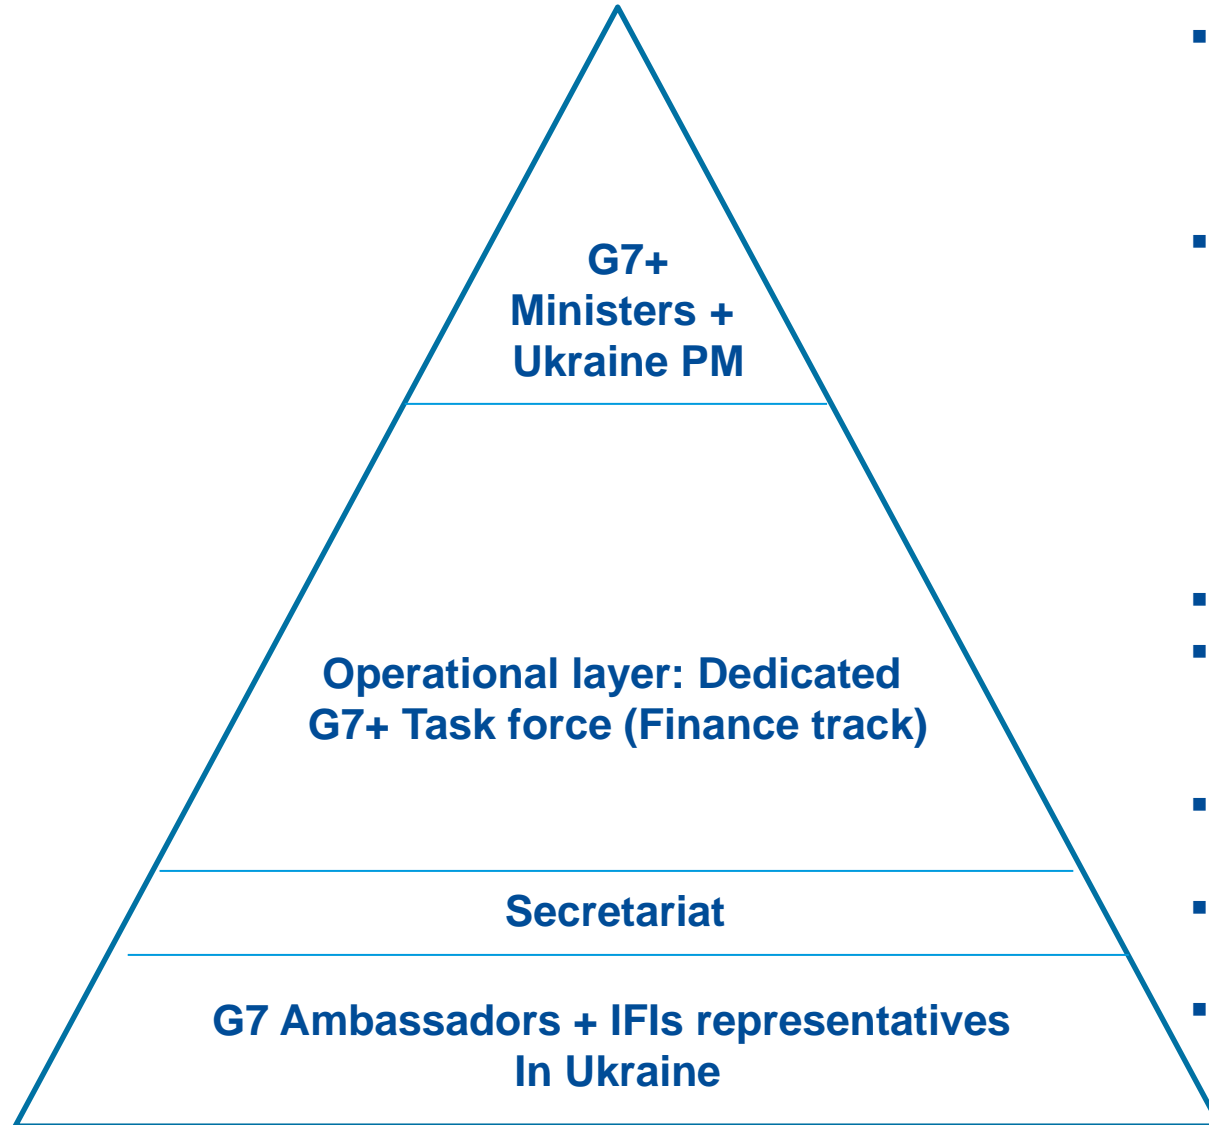 G7+
Ministers +
Ukraine PM
Operational layer: Dedicated
G7+ Task force (Finance track)
Secretariat
G7 Ambassadors + IFIs representatives
In Ukraine